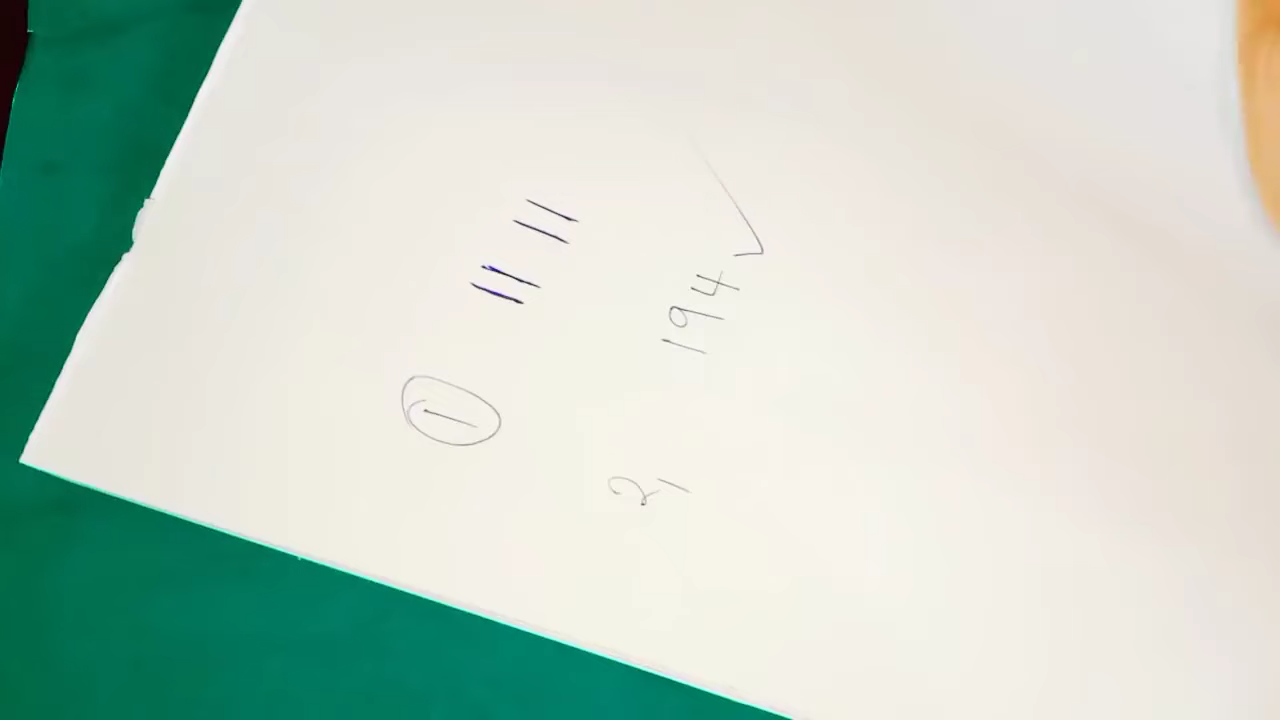 ① 11 11
2, 194 ✓